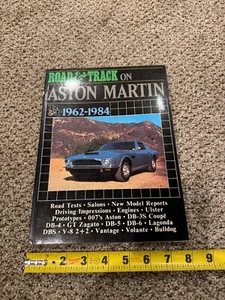 ROAD & TRACK ON
ASTON MARTIN
1962-1984
Road Tests • Salons • New Model Reports
Driving Impressions • Engines • Ulster
Prototypes • 007's Aston • DB-3S Coupé
DB-4 • GT Zagato • DB-5 • DB-6 • Lagonda
DBS • V-8 2+2 • Vantage • Volante • Bulldog
1 2 3 4 5 6 7 8 9